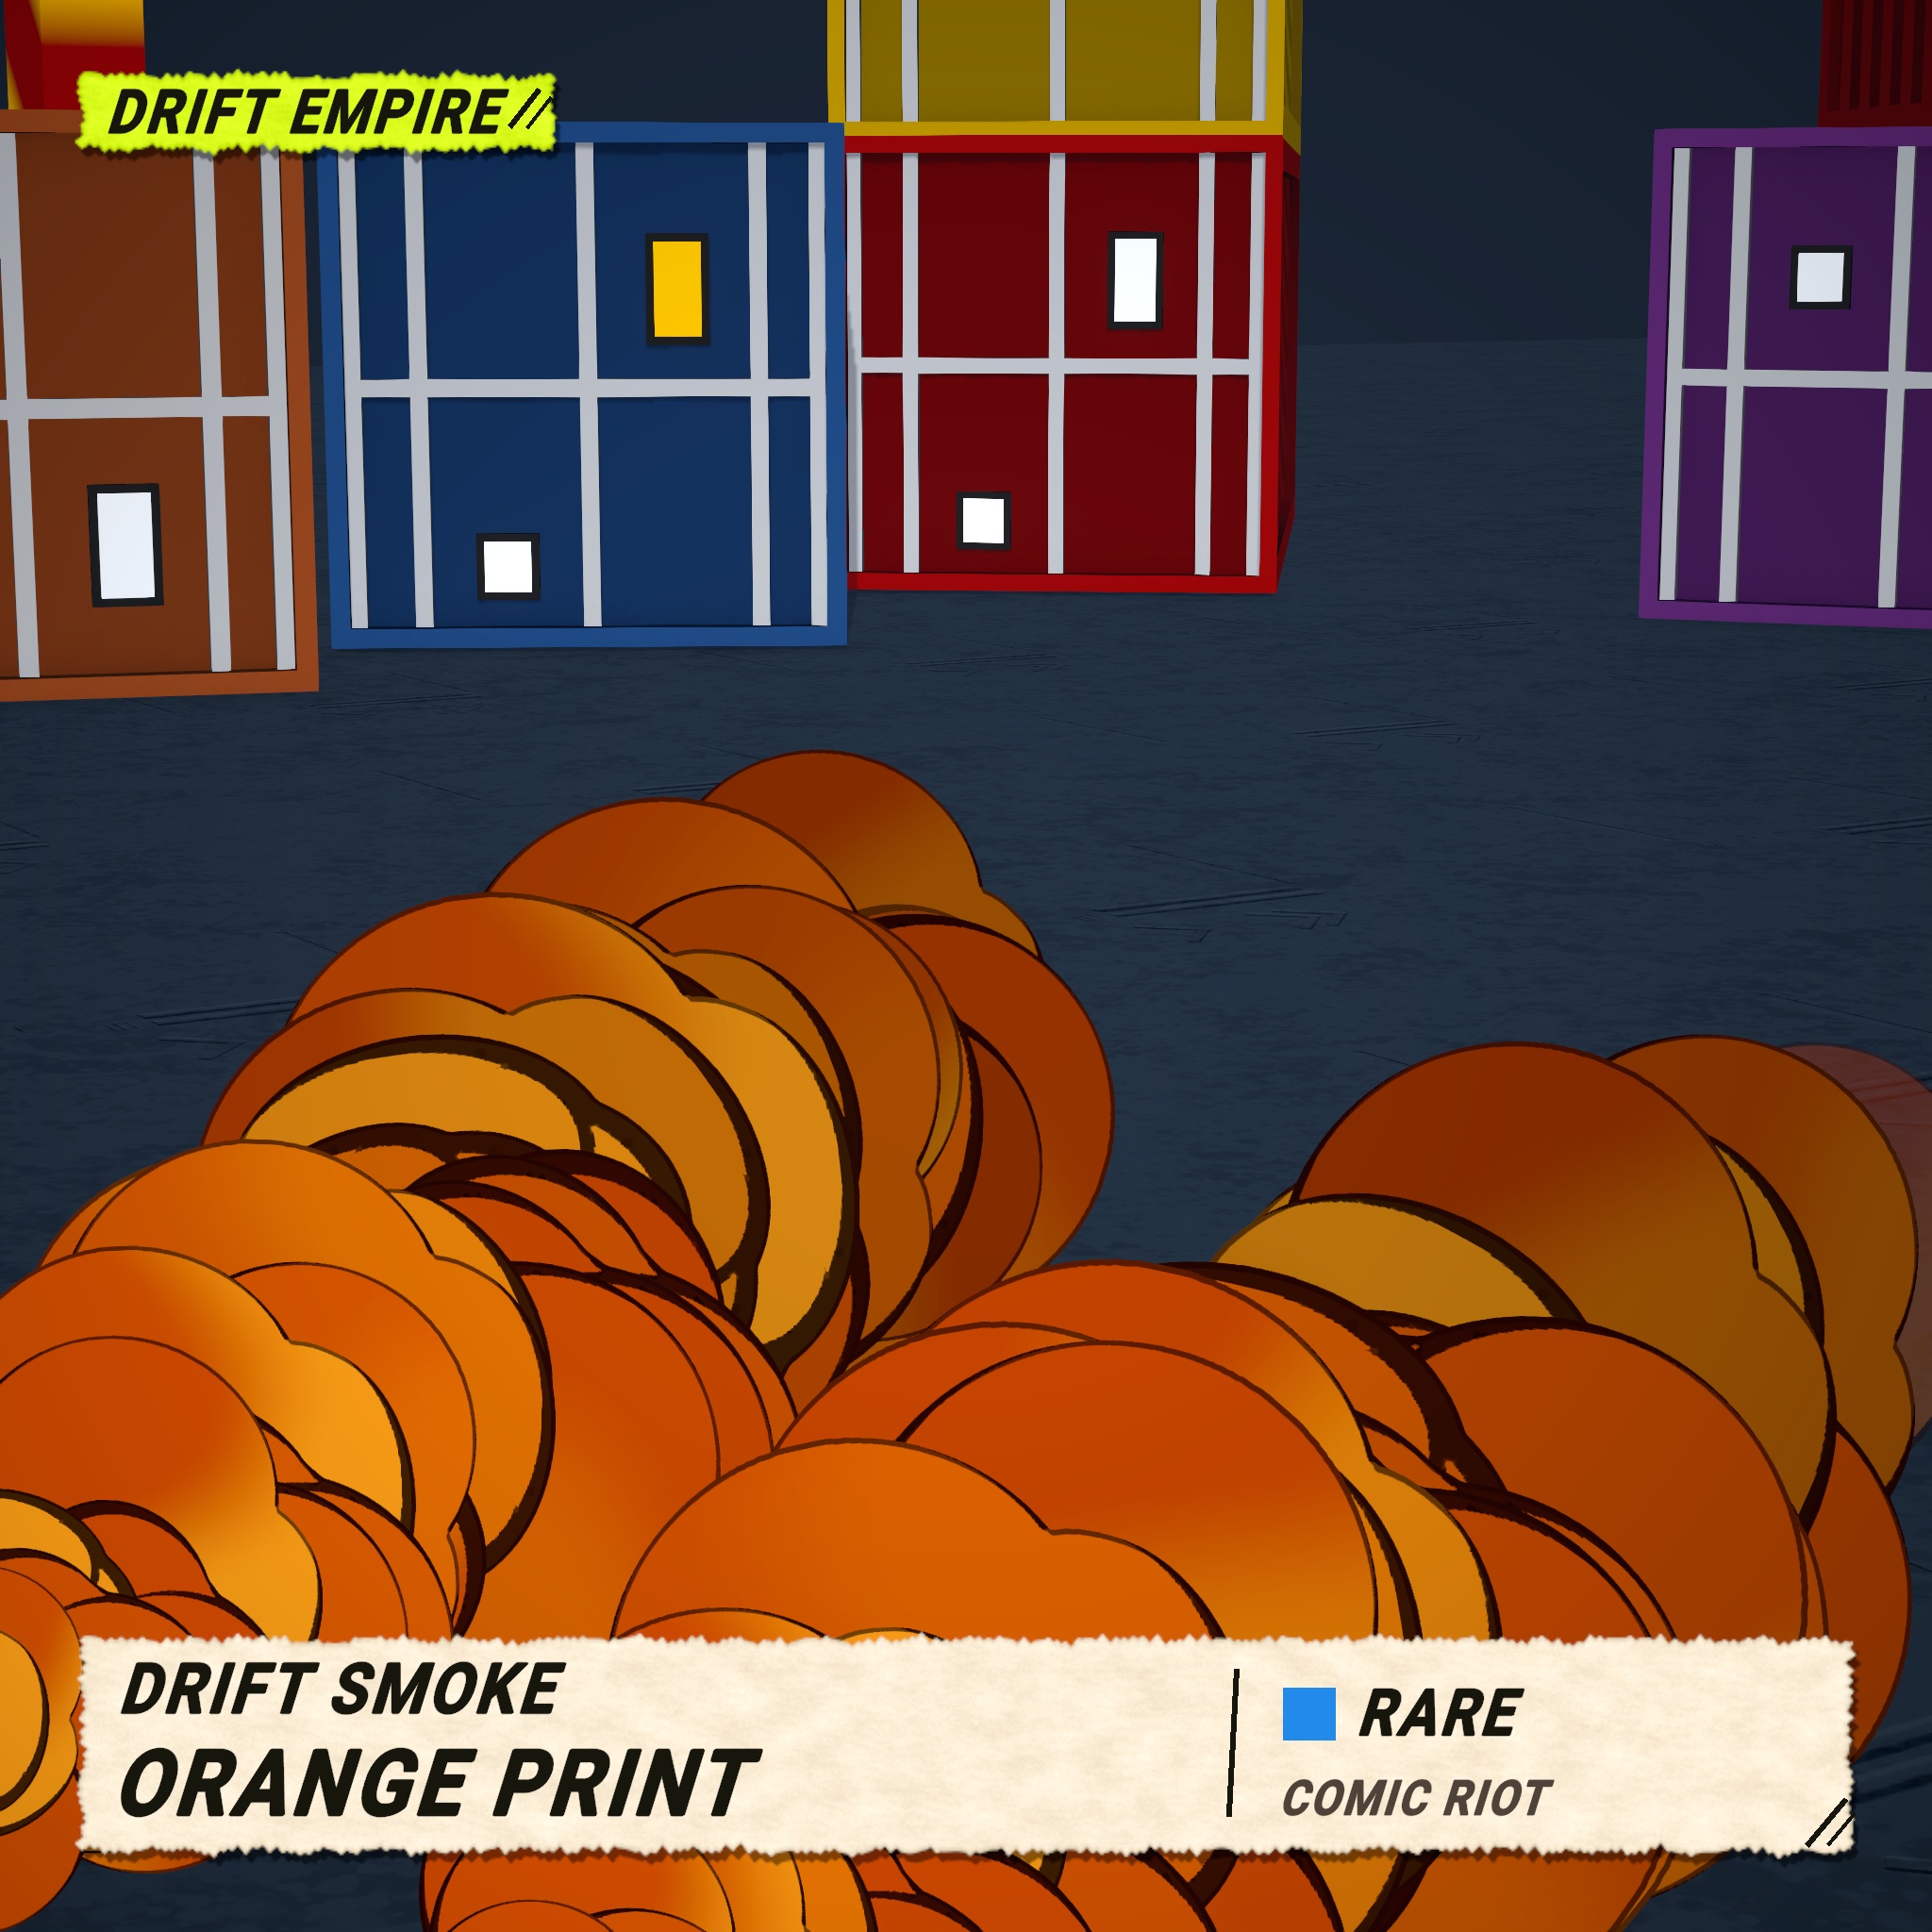 DRIFT EMPIRE//
DRIFT SMOKE
ORANGE PRINT
RARE
COMIC RIOT